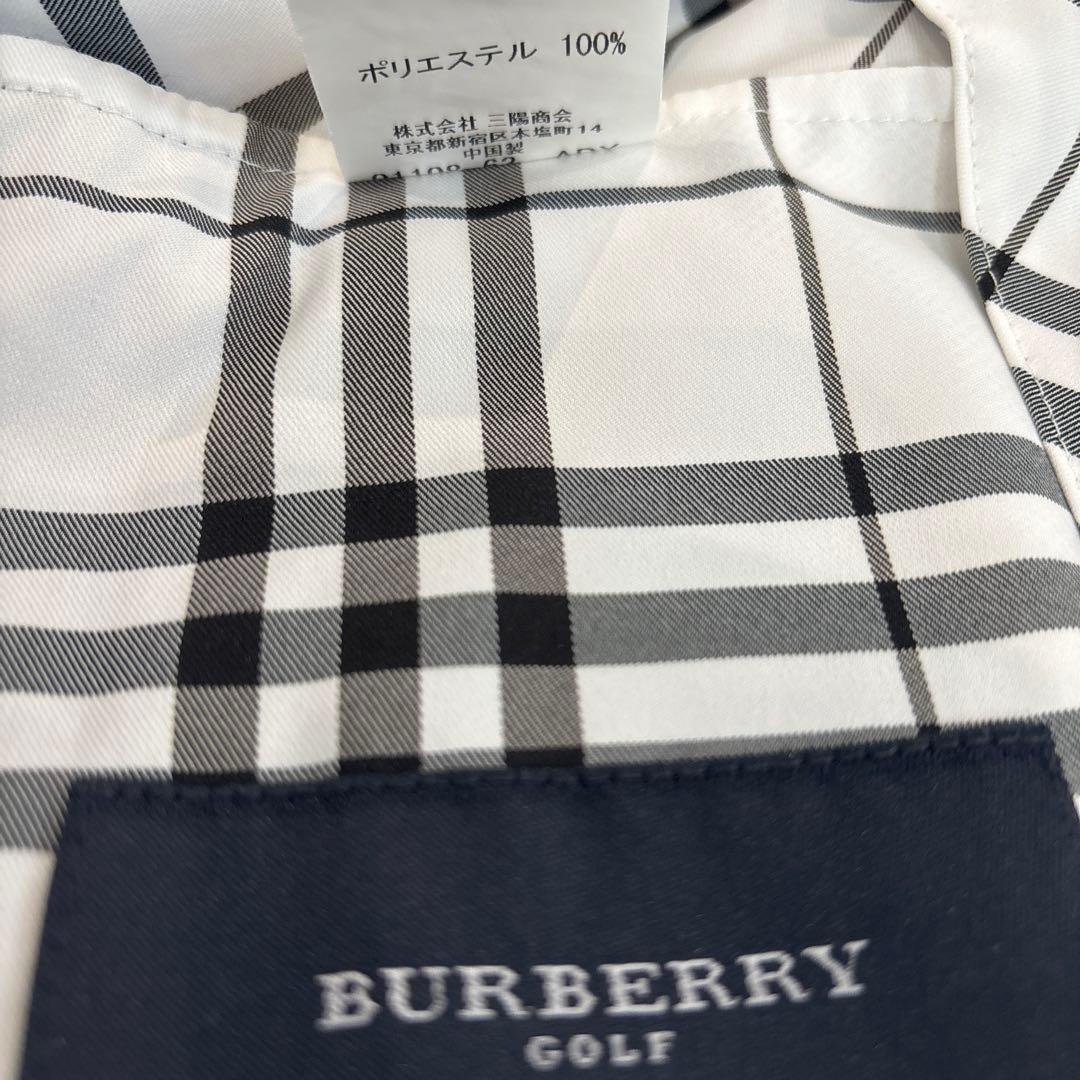 ポリエステル 100%
株式会社 三陽商会
東京都新宿区本塩町14
中国製
BURBERRY
GOLF